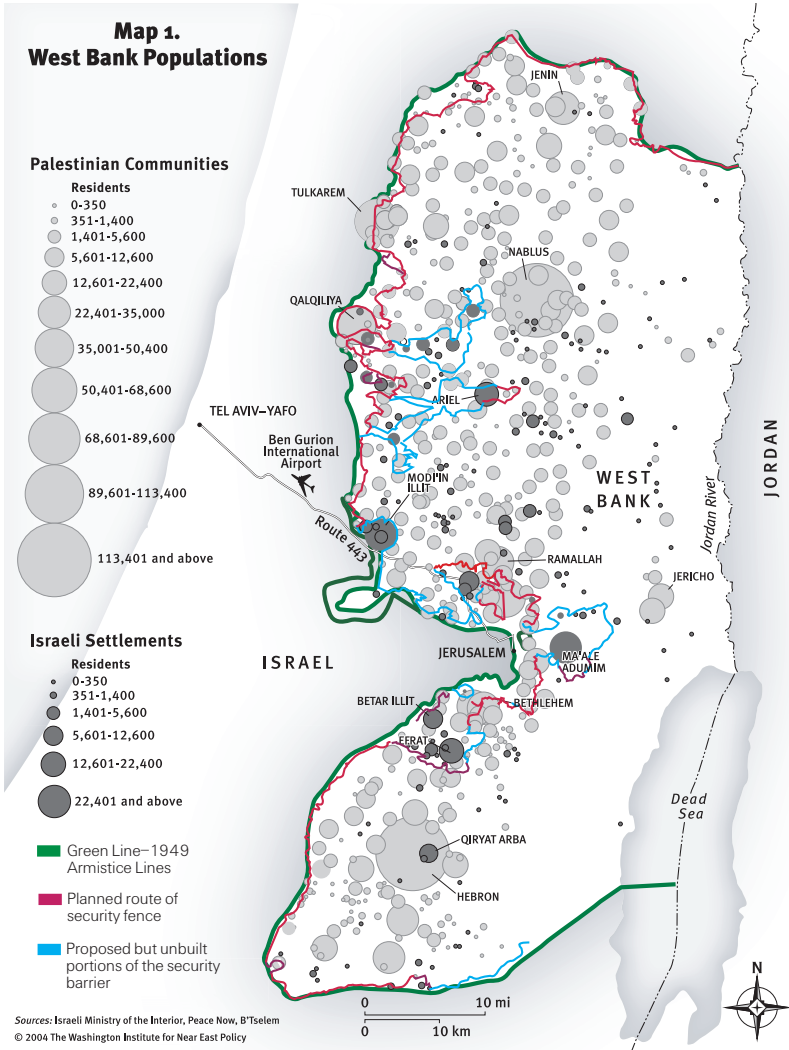 Map 1.
West Bank Populations
Palestinian Communities
Residents
0-350
351-1,400
1,401-5,600
5,601-12,600
12,601-22,400
22,401-35,000
35,001-50,400
50,401-68,600
68,601-89,600
89,601-113,400
113,401 and above
Israeli Settlements
Residents
0-350
351-1,400
1,401-5,600
5,601-12,600
12,601-22,400
22,401 and above
Green Line–1949
Armistice Lines
Planned route of
security fence
Proposed but unbuilt
portions of the security
barrier
JENIN
TULKAREM
NABLUS
QALQILIYA
ARIEL
TEL AVIV–YAFO
Ben Gurion
International
Airport
MODI'IN
ILLIT
Route 443
WEST
BANK
JORDAN
Jordan River
RAMALLAH
JERICHO
ISRAEL
JERUSALEM
MA'ALE
ADUMIM
BETAR ILLIT
BETHLEHEM
EFRAT
Dead
Sea
QIRYAT ARBA
HEBRON
N
0 10 mi
0 10 km
Sources: Israeli Ministry of the Interior, Peace Now, B'Tselem
© 2004 The Washington Institute for Near East Policy